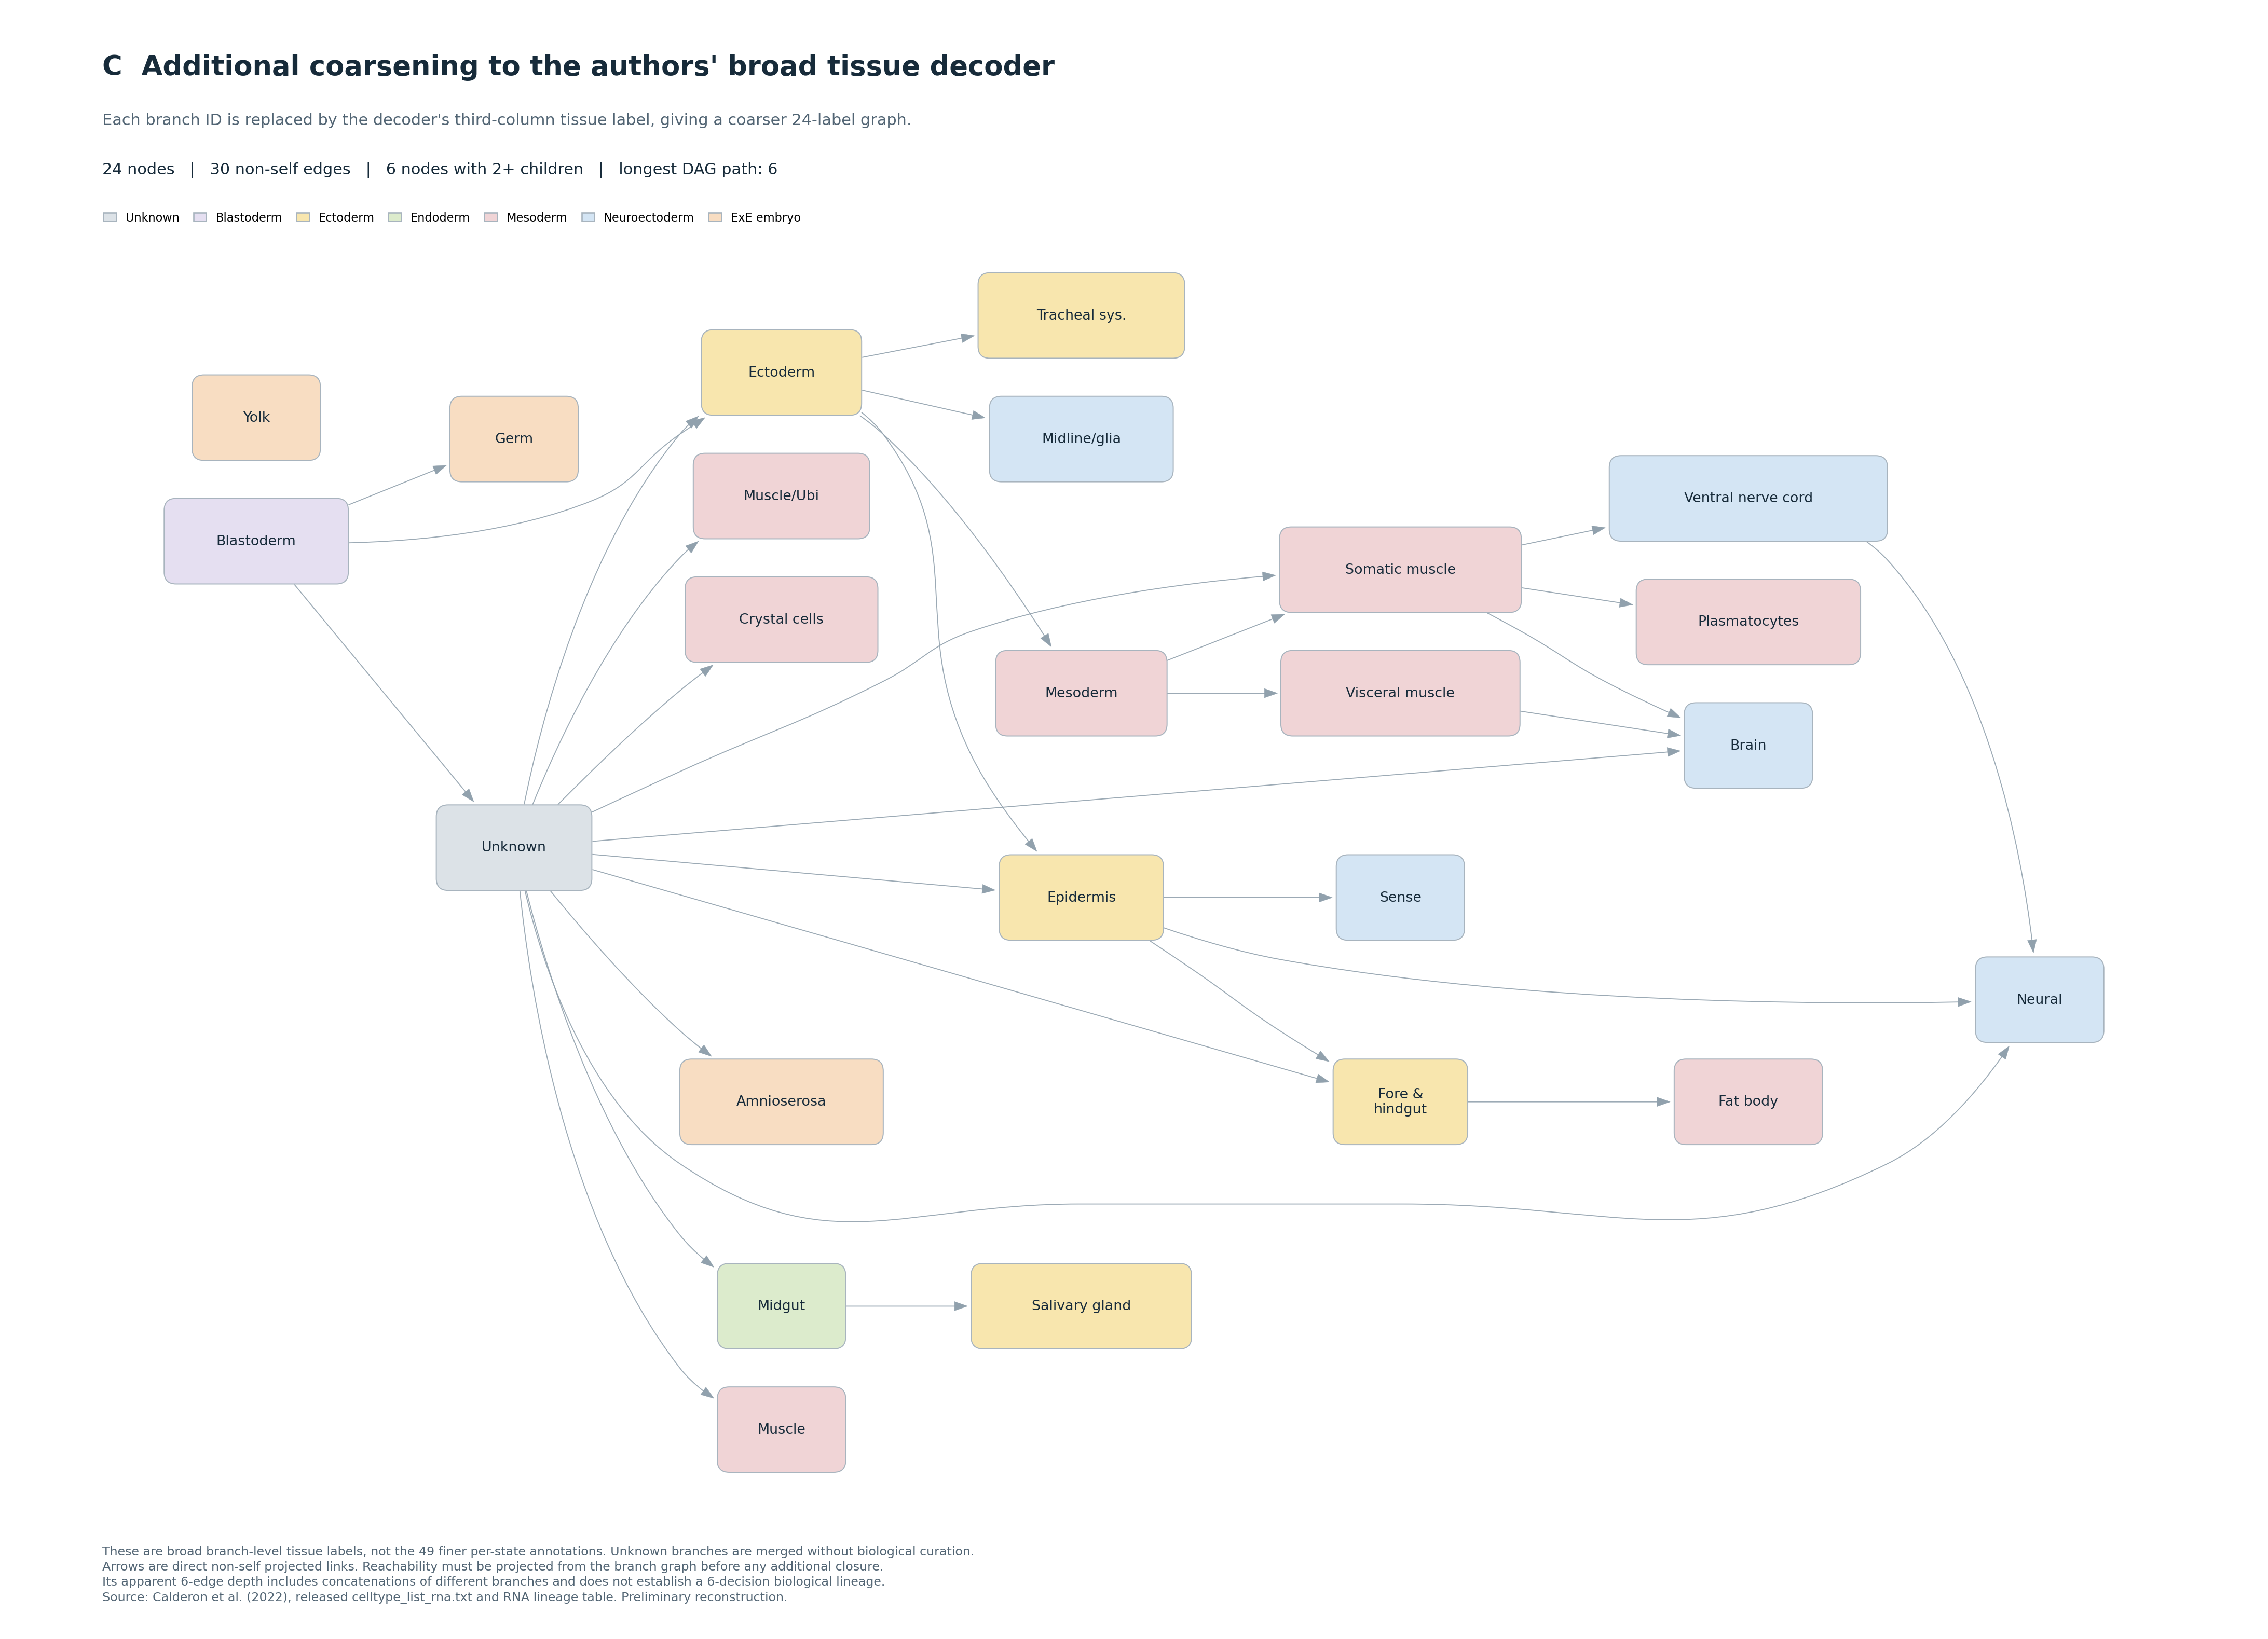 C  Additional coarsening to the authors' broad tissue decoder
Each branch ID is replaced by the decoder's third-column tissue label, giving a coarser 24-label graph.
24 nodes   |   30 non-self edges   |   6 nodes with 2+ children   |   longest DAG path: 6
Unknown
Blastoderm
Ectoderm
Endoderm
Mesoderm
Neuroectoderm
ExE embryo
Tracheal sys.
Ectoderm
Yolk
Germ
Midline/glia
Muscle/Ubi
Ventral nerve cord
Blastoderm
Somatic muscle
Crystal cells
Plasmatocytes
Mesoderm
Visceral muscle
Brain
Unknown
Epidermis
Sense
Neural
Amnioserosa
Fore &
hindgut
Fat body
Midgut
Salivary gland
Muscle
These are broad branch-level tissue labels, not the 49 finer per-state annotations. Unknown branches are merged without biological curation.
Arrows are direct non-self projected links. Reachability must be projected from the branch graph before any additional closure.
Its apparent 6-edge depth includes concatenations of different branches and does not establish a 6-decision biological lineage.
Source: Calderon et al. (2022), released celltype_list_rna.txt and RNA lineage table. Preliminary reconstruction.